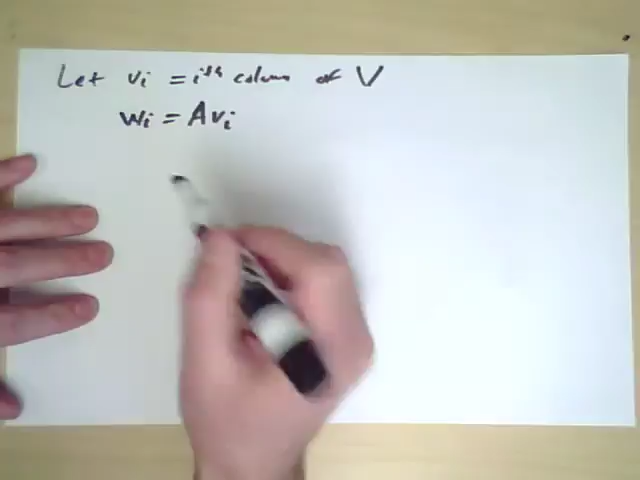 Let vi = ith column of V
wi = Avi